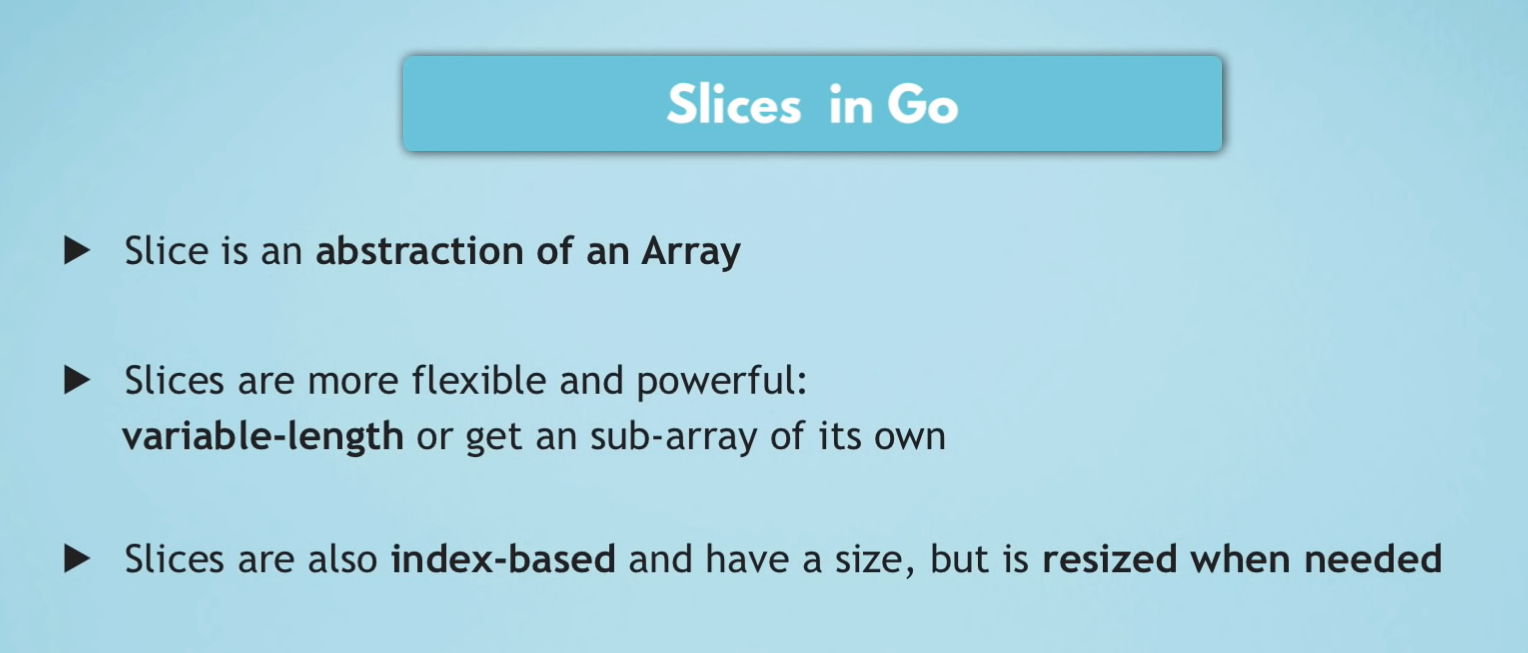 Slices in Go
Slice is an abstraction of an Array
Slices are more flexible and powerful:
variable-length or get an sub-array of its own
Slices are also index-based and have a size, but is resized when needed